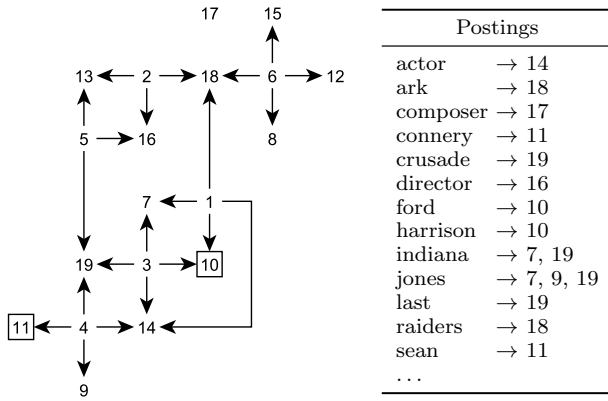 17 15
13 2 18 6 12
5 16 8
7 1
19 3 10
11 4 14
9
Postings
actor → 14
ark → 18
composer → 17
connery → 11
crusade → 19
director → 16
ford → 10
harrison → 10
indiana → 7, 19
jones → 7, 9, 19
last → 19
raiders → 18
sean → 11
...